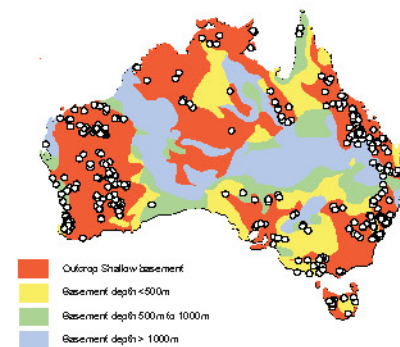 Outcrop Shallow basement
Basement depth <500m
Basement depth 500m to 1000m
Basement depth > 1000m